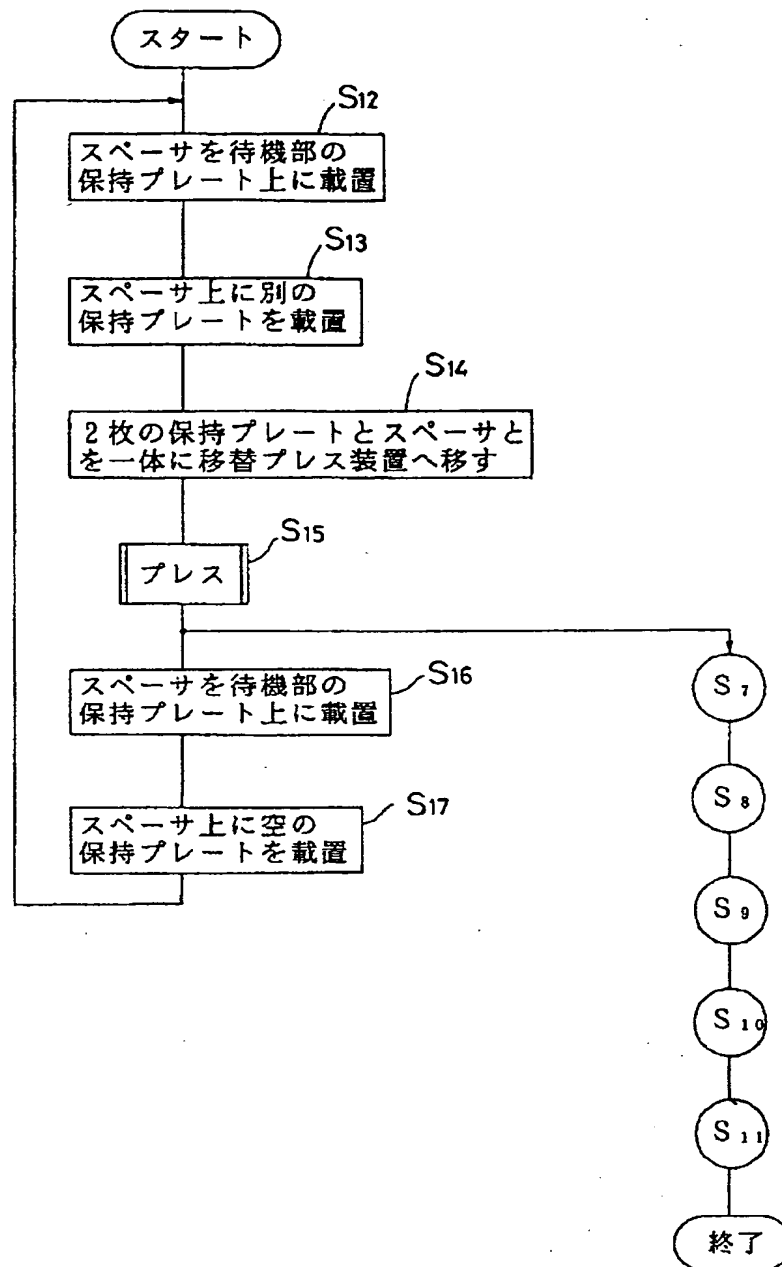 スタート
S12
スペーサを待機部の
保持プレート上に載置
S13
スペーサ上に別の
保持プレートを載置
S14
2枚の保持プレートとスペーサと
を一体に移替プレス装置へ移す
S15
プレス
S16
スペーサを待機部の
保持プレート上に載置
S17
スペーサ上に空の
保持プレートを載置
S7
S8
S9
S10
S11
終了